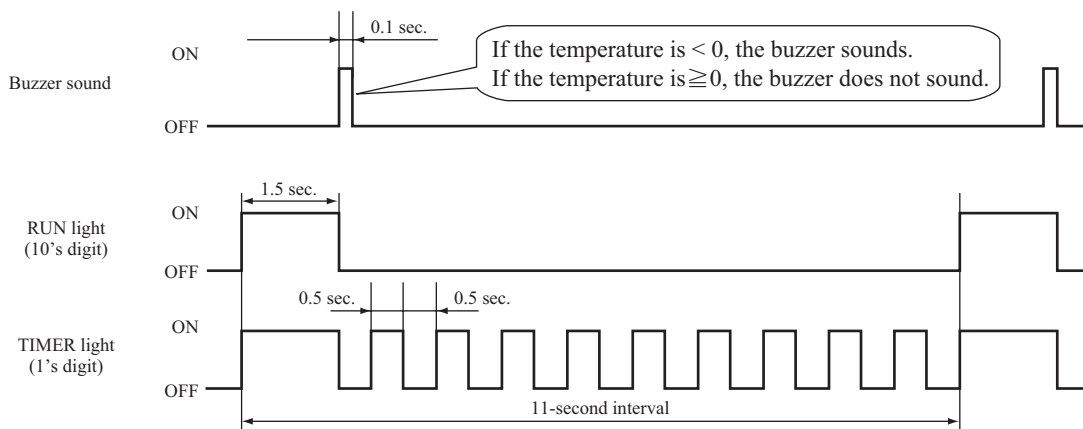 0.1 sec.
ON
If the temperature is < 0, the buzzer sounds.
If the temperature is≧0, the buzzer does not sound.
Buzzer sound
OFF
1.5 sec.
ON
RUN light
(10's digit)
OFF
0.5 sec.
0.5 sec.
ON
TIMER light
(1's digit)
OFF
11-second interval